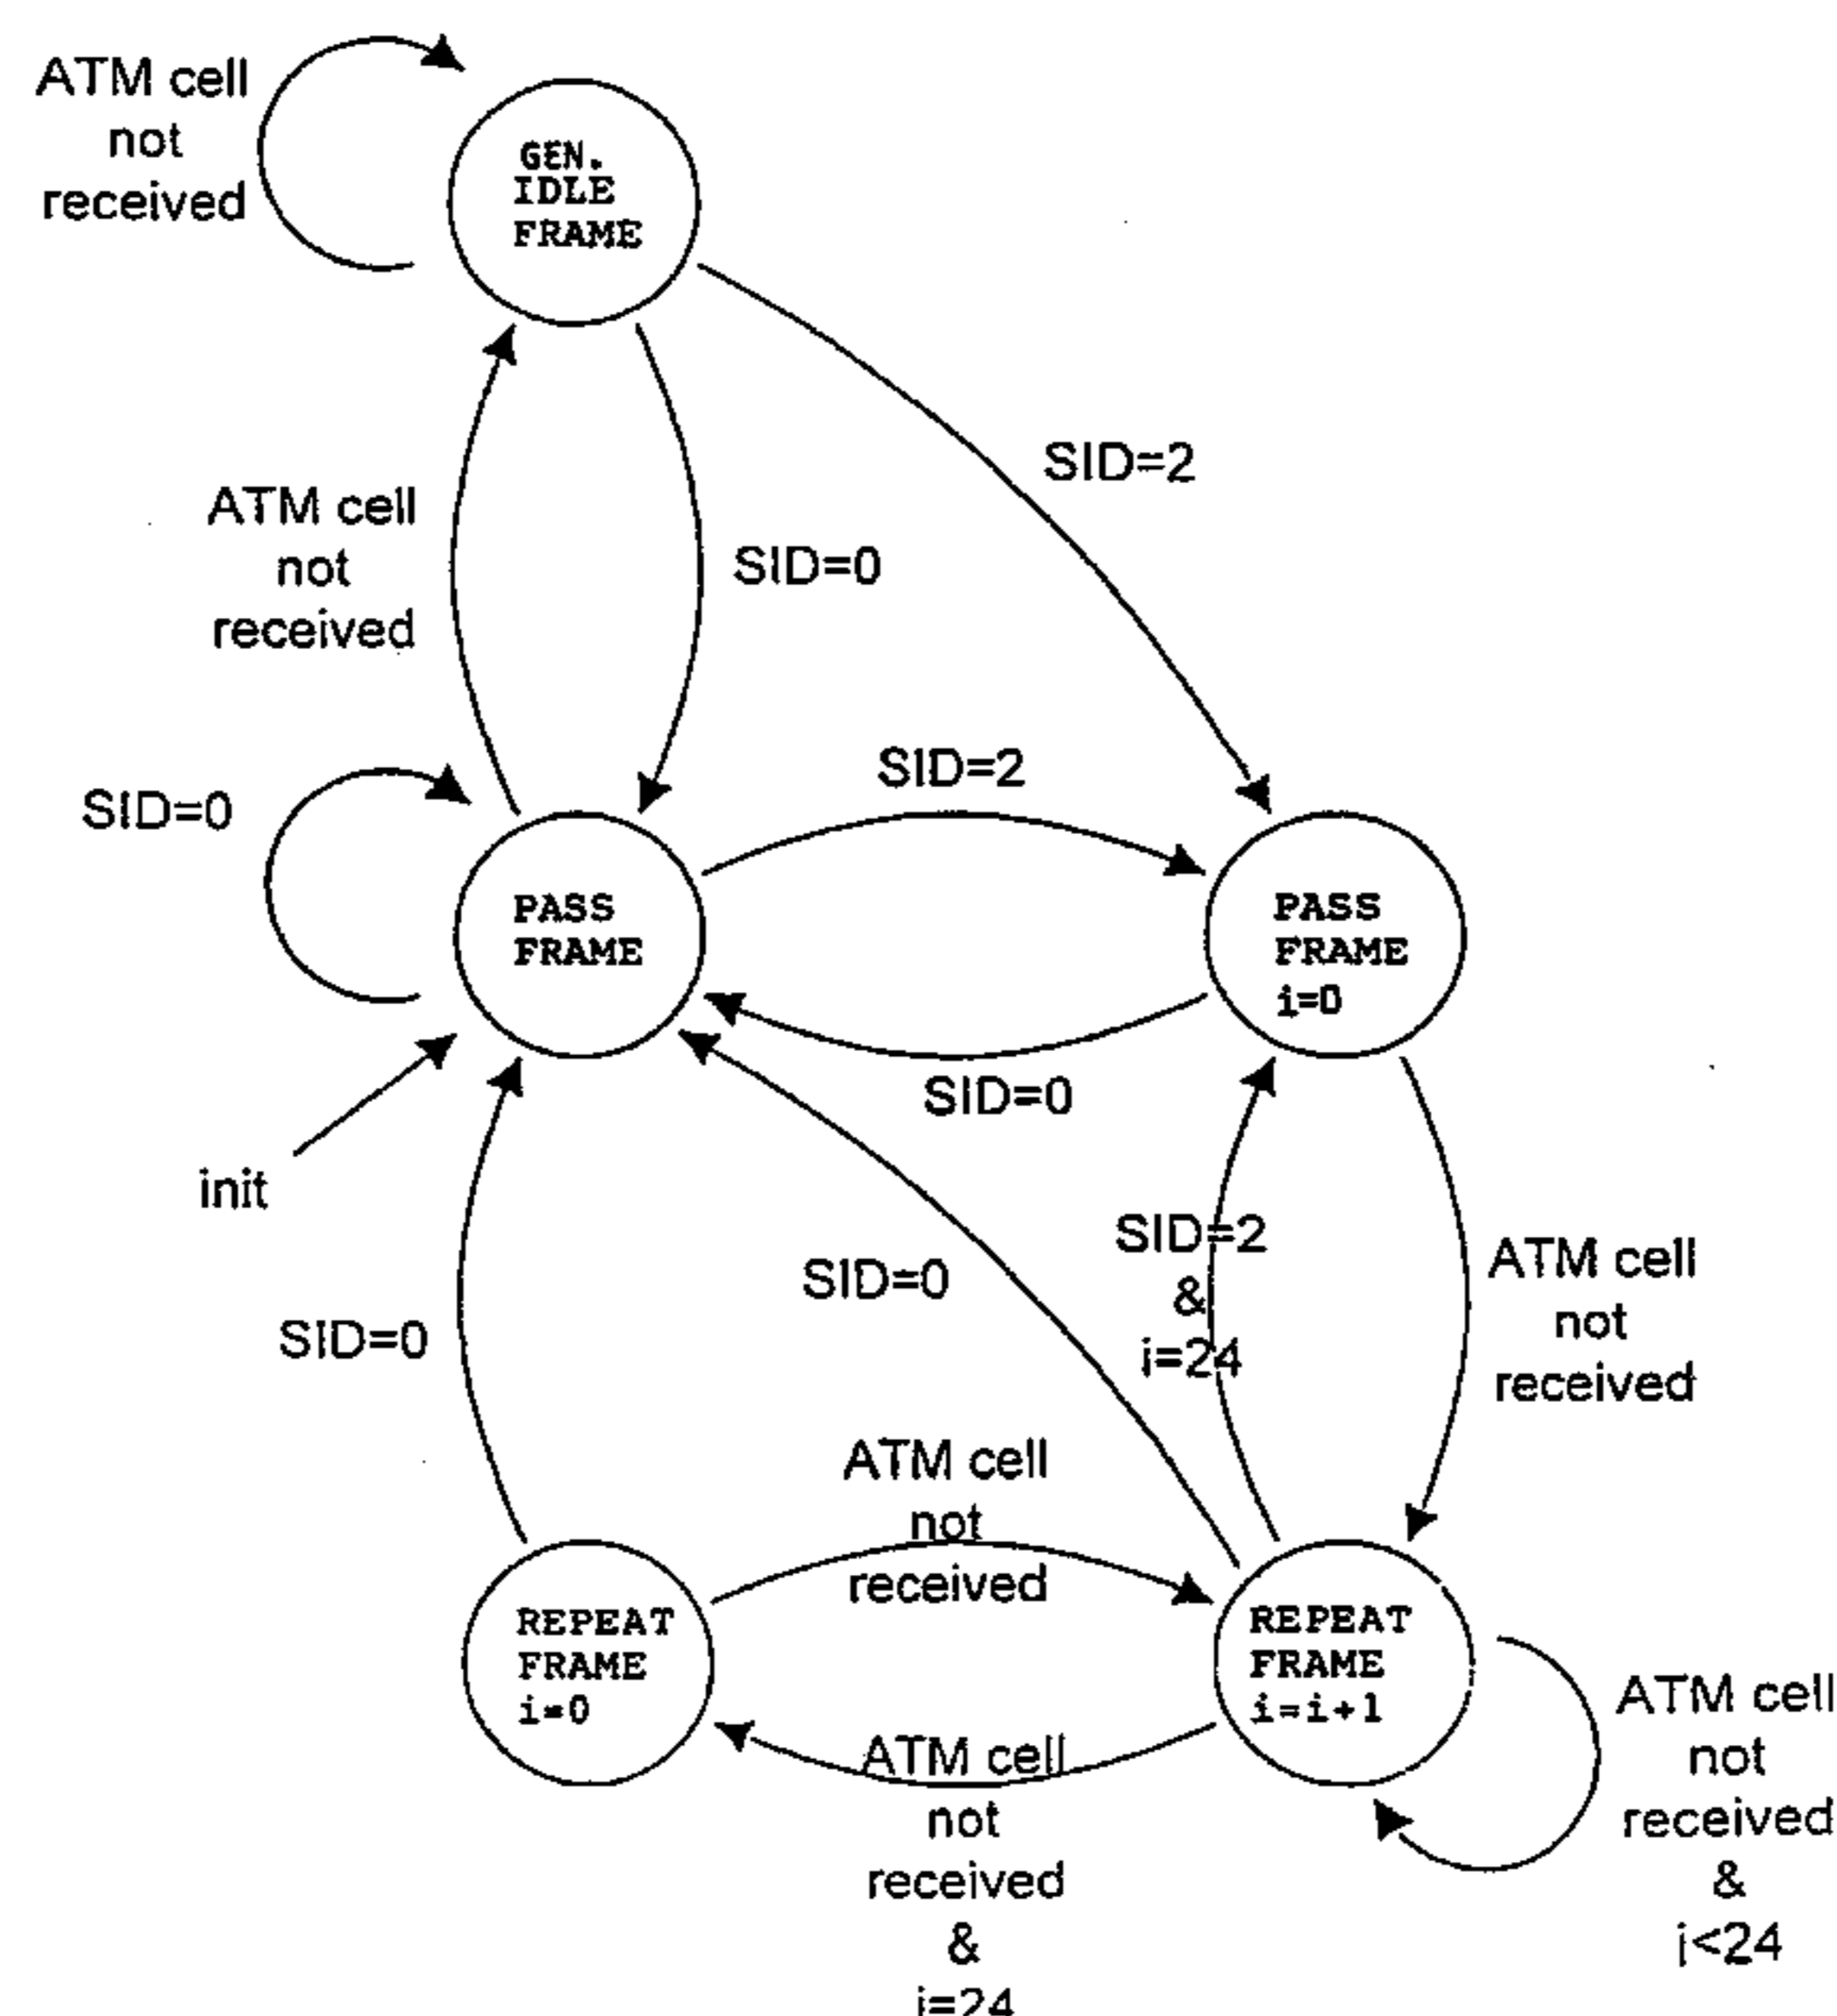 ATM cell
not
received
GEN.
IDLE
FRAME
SID=2
ATM cell
not
received
SID=0
SID=0
SID=2
PASS
FRAME
PASS
FRAME
i=0
SID=0
init
SID=0
SID=2
&
i=24
ATM cell
not
received
SID=0
ATM cell
not
received
REPEAT
FRAME
i=0
REPEAT
FRAME
i=i+1
ATM cell
not
received
&
i=24
ATM cell
not
received
&
i<24